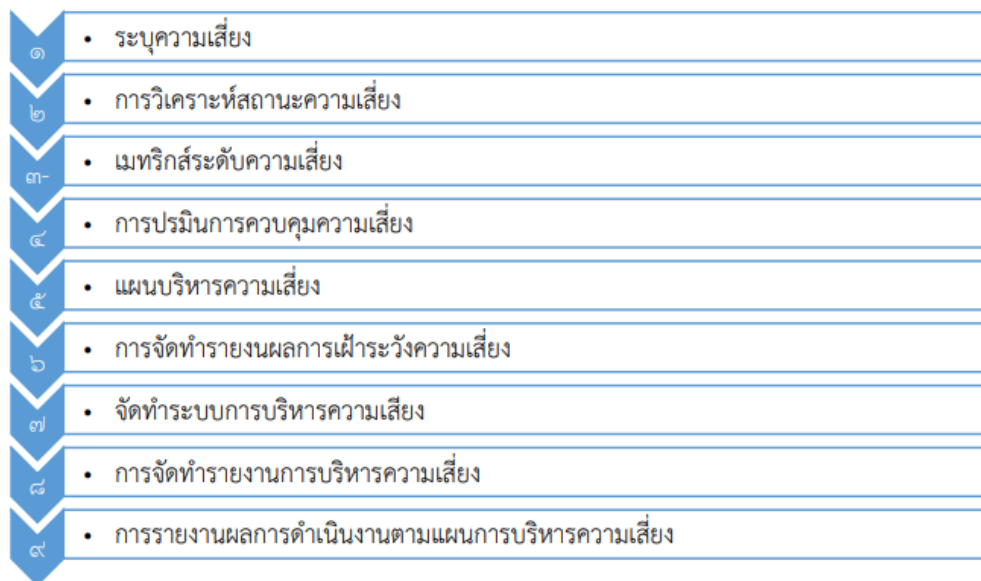 ๑ • ระบุความเสี่ยง
๒ • การวิเคราะห์สถานะความเสี่ยง
๓- • เมทริกส์ระดับความเสี่ยง
๔ • การปรมินการควบคุมความเสี่ยง
๕ • แผนบริหารความเสี่ยง
๖ • การจัดทำรายงนผลการเฝ้าระวังความเสี่ยง
๗ • จัดทำระบบการบริหารความเสียง
๘ • การจัดทำรายงานการบริหารความเสี่ยง
๙ • การรายงานผลการดำเนินงานตามแผนการบริหารความเสี่ยง